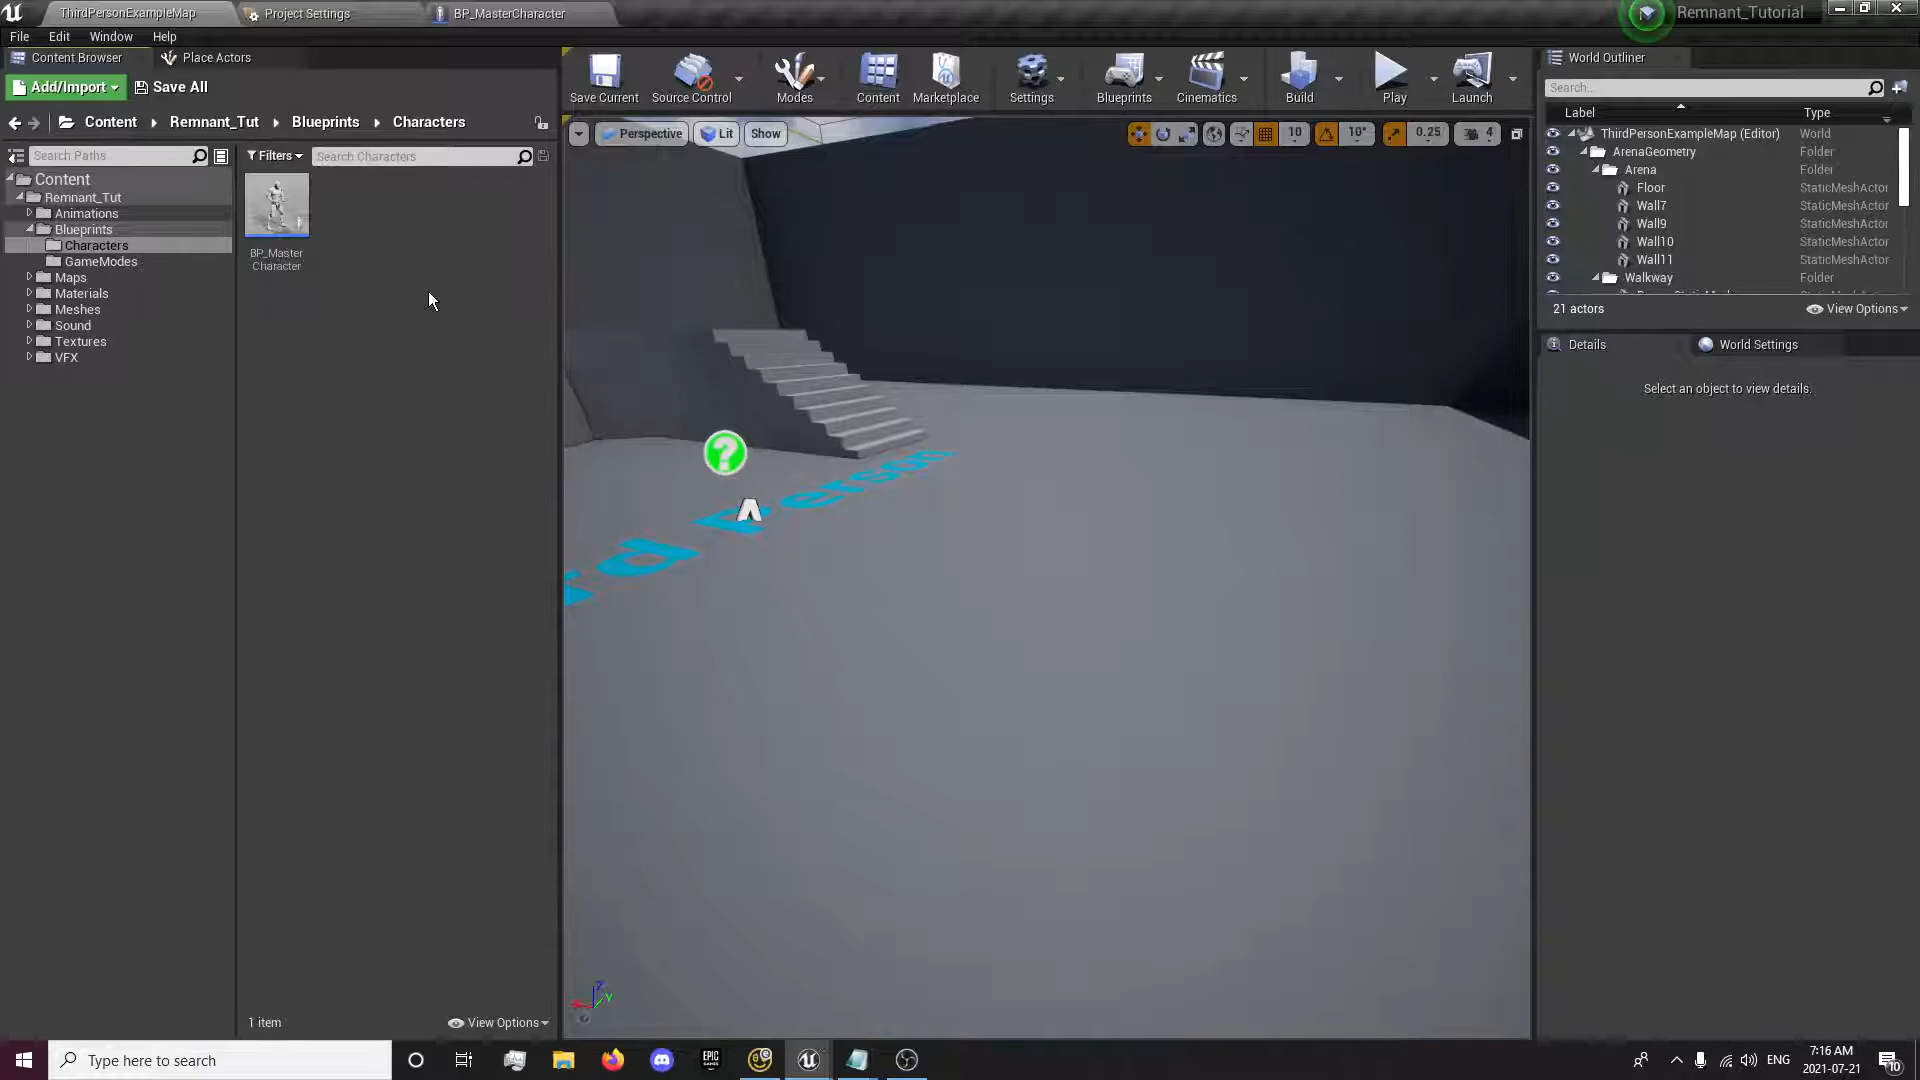 ThirdPersonExampleMap
Project Settings
BP_MasterCharacter
Remnant_Tutorial
File Edit Window Help
Content Browser
Place Actors
Add/Import
Save All
Content
Remnant_Tut
Blueprints
Characters
Search Paths
Filters
Search Characters
Content
Remnant_Tut
Animations
Blueprints
Characters
GameModes
Maps
Materials
Meshes
Sound
Textures
VFX
BP_Master
Character
1 item
View Options
Save Current
Source Control
Modes
Content
Marketplace
Settings
Blueprints
Cinematics
Build
Play
Launch
Perspective
Lit
Show
10
10°
0.25
4
d Person
World Outliner
Search...
Label Type
ThirdPersonExampleMap (Editor) World
ArenaGeometry Folder
Arena Folder
Floor StaticMeshActor
Wall7 StaticMeshActor
Wall9 StaticMeshActor
Wall10 StaticMeshActor
Wall11 StaticMeshActor
Walkway Folder
21 actors
View Options
Details
World Settings
Select an object to view details.
Type here to search
EPIC
GAMES
ENG
7:16 AM
2021-07-21
10